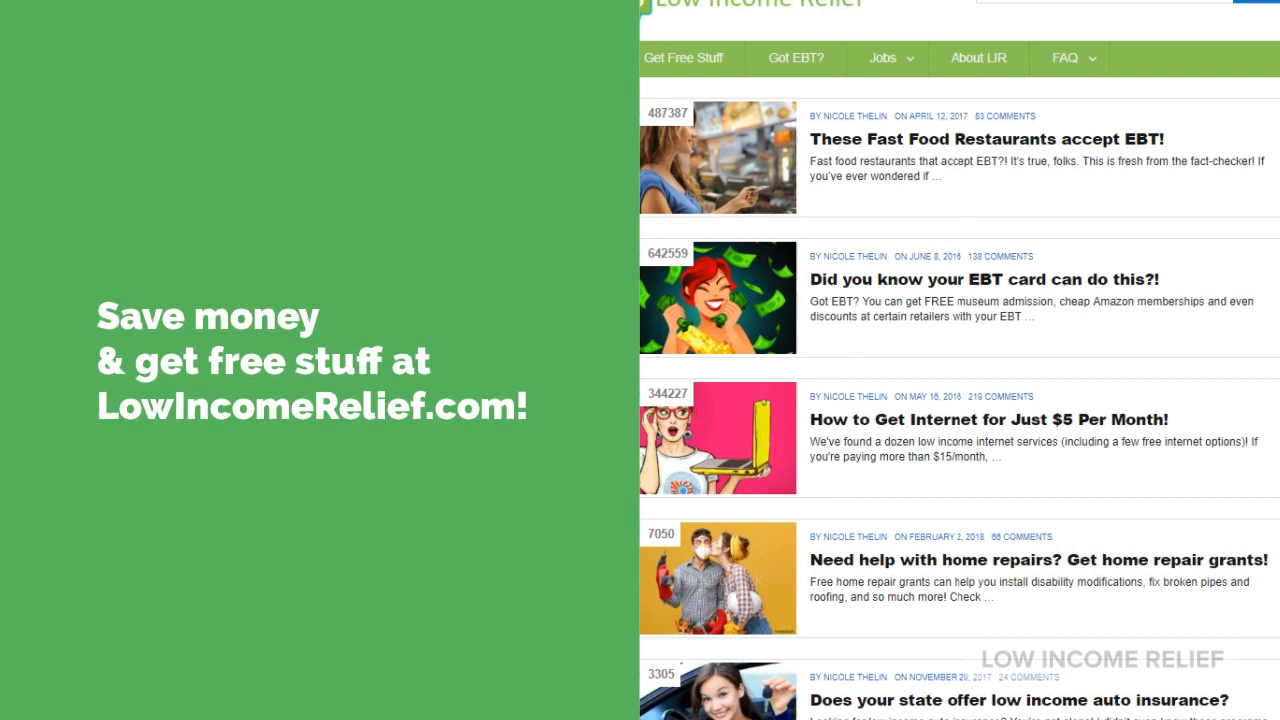 Save money
& get free stuff at
LowIncomeRelief.com!
Low Income Relief
Get Free Stuff Got EBT? Jobs About LIR FAQ
487387
BY NICOLE THELIN ON APRIL 12, 2017 83 COMMENTS
These Fast Food Restaurants accept EBT!
Fast food restaurants that accept EBT?! It's true, folks. This is fresh from the fact-checker! If
you've ever wondered if …
642559
BY NICOLE THELIN ON JUNE 8, 2016 138 COMMENTS
Did you know your EBT card can do this?!
Got EBT? You can get FREE museum admission, cheap Amazon memberships and even
discounts at certain retailers with your EBT …
344227
BY NICOLE THELIN ON MAY 16, 2016 219 COMMENTS
How to Get Internet for Just $5 Per Month!
We've found a dozen low income internet services (including a few free internet options)! If
you're paying more than $15/month, …
7050
BY NICOLE THELIN ON FEBRUARY 2, 2018 66 COMMENTS
Need help with home repairs? Get home repair grants!
Free home repair grants can help you install disability modifications, fix broken pipes and
roofing, and so much more! Check …
LOW INCOME RELIEF
3305
BY NICOLE THELIN ON NOVEMBER 29, 2017 24 COMMENTS
Does your state offer low income auto insurance?